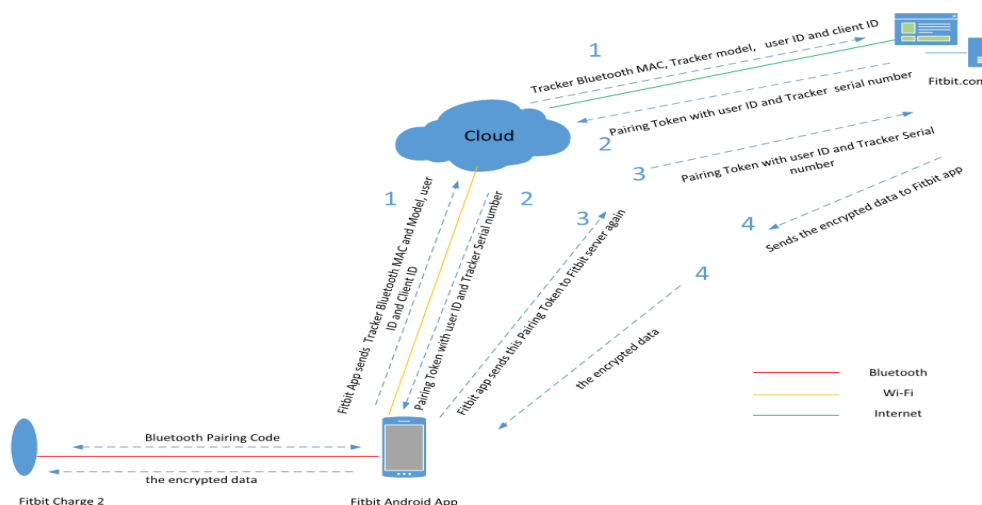 1
Tracker Bluetooth MAC, Tracker model, user ID and client ID
Fitbit.com
Pairing Token with user ID and Tracker serial number
2
Cloud
3
Pairing Token with user ID and Tracker Serial
number
1
2
Fitbit App sends Tracker Bluetooth MAC and Model, user
ID and Client ID
Pairing Token with user ID and Tracker Serial number
3
Fitbit app sends this Pairing Token to Fitbit server again
4
Sends the encrypted data to Fitbit app
4
the encrypted data
Bluetooth
Wi-Fi
Internet
Bluetooth Pairing Code
the encrypted data
Fitbit Charge 2
Fitbit Android App